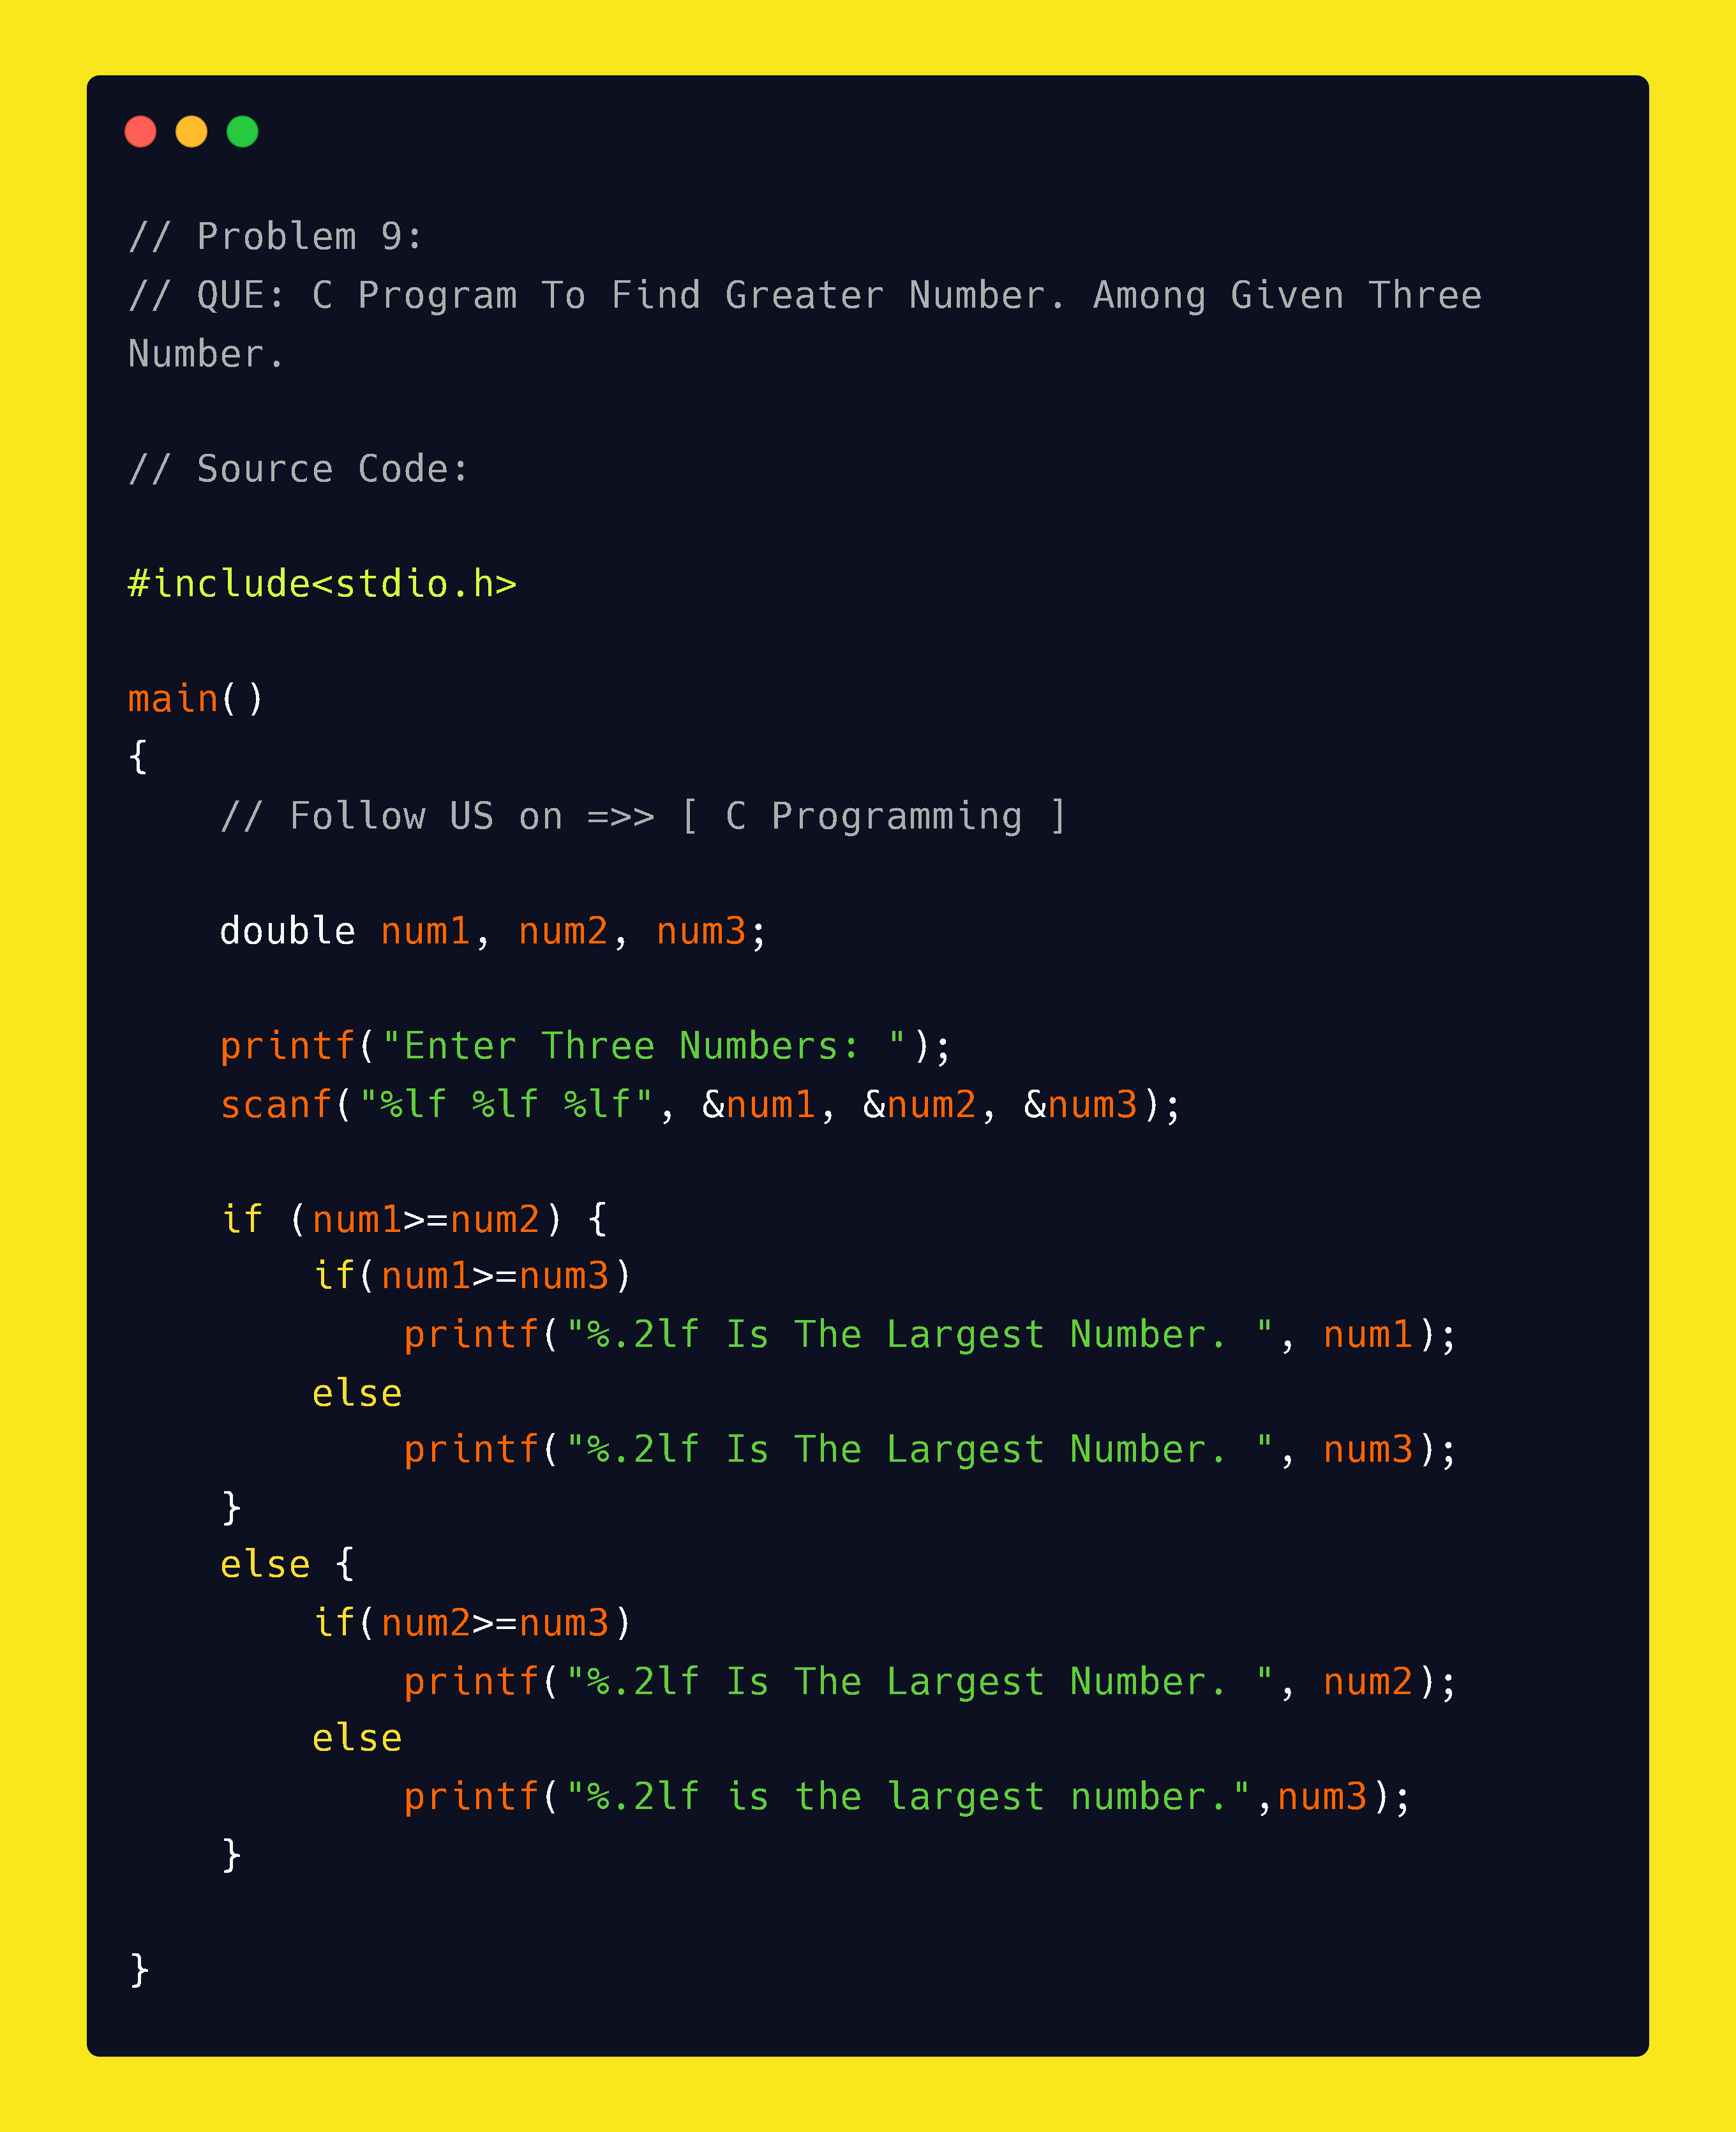 // Problem 9:
// QUE: C Program To Find Greater Number. Among Given Three
Number.
// Source Code:
#include<stdio.h>
main()
{
    // Follow US on =>> [ C Programming ]
    double num1, num2, num3;
    printf("Enter Three Numbers: ");
    scanf("%lf %lf %lf", &num1, &num2, &num3);
    if (num1>=num2) {
        if(num1>=num3)
            printf("%.2lf Is The Largest Number. ", num1);
        else
            printf("%.2lf Is The Largest Number. ", num3);
    }
    else {
        if(num2>=num3)
            printf("%.2lf Is The Largest Number. ", num2);
        else
            printf("%.2lf is the largest number.",num3);
    }
}